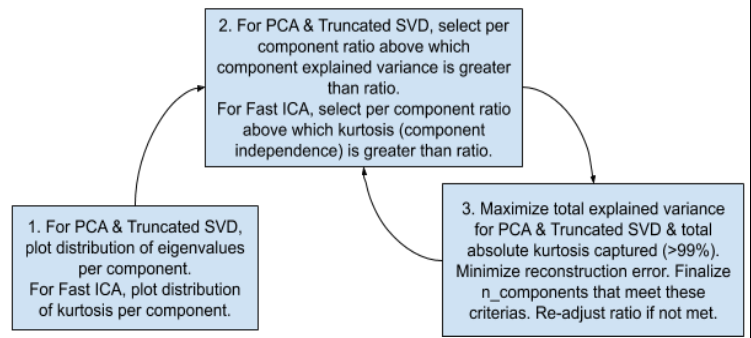 2. For PCA & Truncated SVD, select per
component ratio above which
component explained variance is greater
than ratio.
For Fast ICA, select per component ratio
above which kurtosis (component
independence) is greater than ratio.
1. For PCA & Truncated SVD,
plot distribution of eigenvalues
per component.
For Fast ICA, plot distribution
of kurtosis per component.
3. Maximize total explained variance
for PCA & Truncated SVD & total
absolute kurtosis captured (>99%).
Minimize reconstruction error. Finalize
n_components that meet these
criterias. Re-adjust ratio if not met.